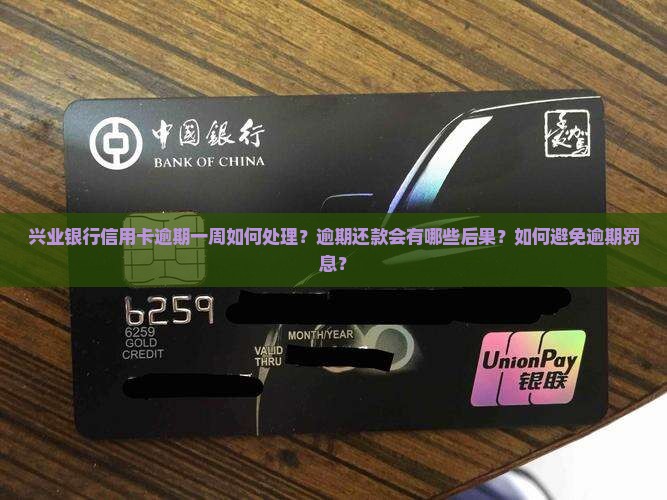 中国銀行
BANK OF CHINA
兴业银行信用卡逾期一周如何处理？逾期还款会有哪些后果？如何避免逾期罚
息？
6259
6259
GOLD
CREDIT
MONTH/YEAR
VALID
THRU
UnionPay
银联